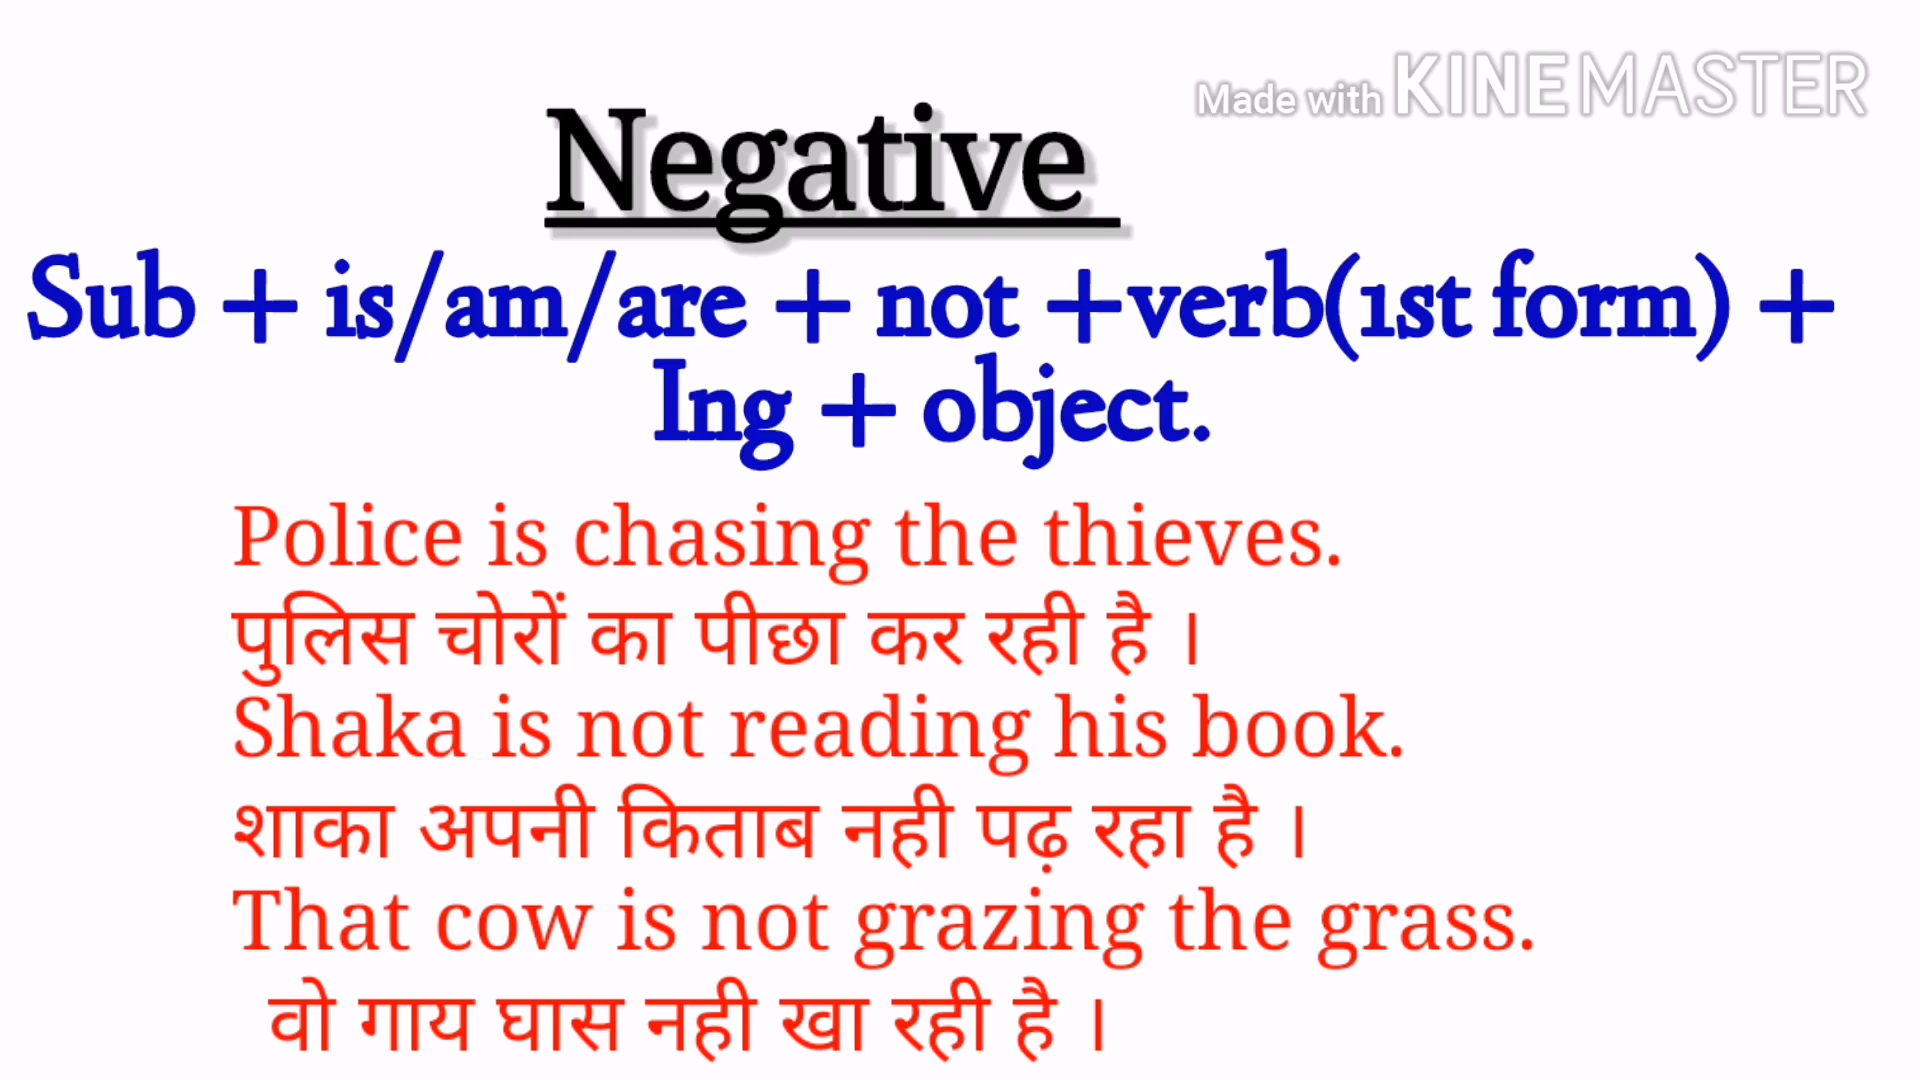 Made with KINEMASTER
Negative
Sub + is/am/are + not +verb(1st form) +
Ing + object.
Police is chasing the thieves.
पुलिस चोरों का पीछा कर रही है ।
Shaka is not reading his book.
शाका अपनी किताब नही पढ़ रहा है ।
That cow is not grazing the grass.
वो गाय घास नही खा रही है ।